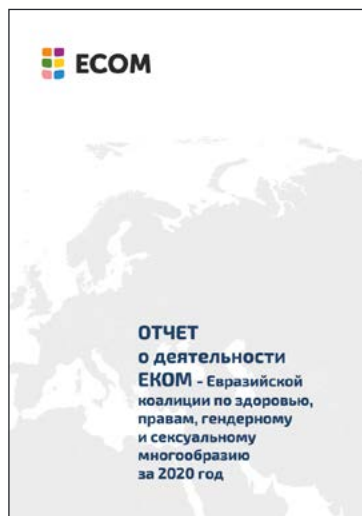 ECOM
ОТЧЕТ
о деятельности
ЕКОМ - Евразийской
коалиции по здоровью,
правам, гендерному
и сексуальному
многообразию
за 2020 год